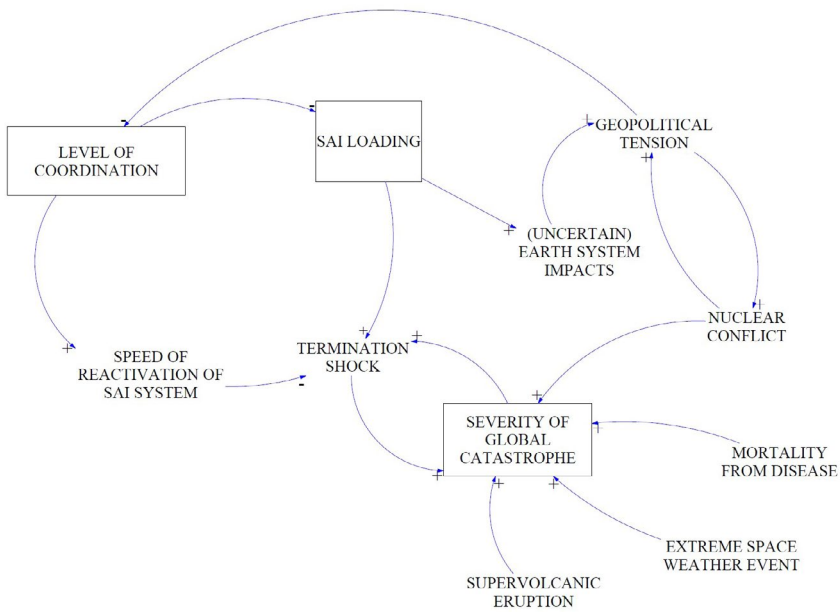 GEOPOLITICAL
TENSION
LEVEL OF
COORDINATION
SAI LOADING
(UNCERTAIN)
EARTH SYSTEM
IMPACTS
NUCLEAR
CONFLICT
SPEED OF
REACTIVATION OF
SAI SYSTEM
TERMINATION
SHOCK
SEVERITY OF
GLOBAL
CATASTROPHE
MORTALITY
FROM DISEASE
EXTREME SPACE
WEATHER EVENT
SUPERVOLCANIC
ERUPTION